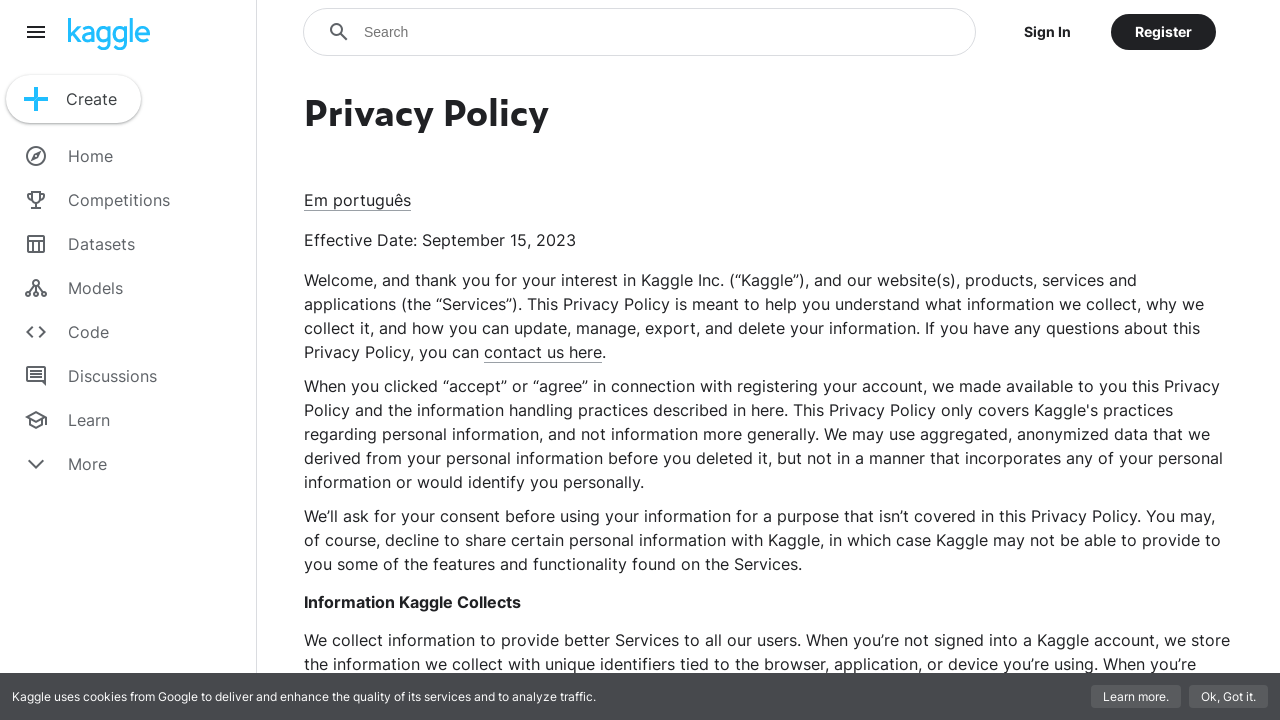 kaggle
Search
Sign In
Register
Create
Home
Competitions
Datasets
Models
Code
Discussions
Learn
More
Privacy Policy
Em português
Effective Date: September 15, 2023
Welcome, and thank you for your interest in Kaggle Inc. (“Kaggle”), and our website(s), products, services and
applications (the “Services”). This Privacy Policy is meant to help you understand what information we collect, why we
collect it, and how you can update, manage, export, and delete your information. If you have any questions about this
Privacy Policy, you can contact us here.
When you clicked “accept” or “agree” in connection with registering your account, we made available to you this Privacy
Policy and the information handling practices described in here. This Privacy Policy only covers Kaggle's practices
regarding personal information, and not information more generally. We may use aggregated, anonymized data that we
derived from your personal information before you deleted it, but not in a manner that incorporates any of your personal
information or would identify you personally.
We’ll ask for your consent before using your information for a purpose that isn’t covered in this Privacy Policy. You may,
of course, decline to share certain personal information with Kaggle, in which case Kaggle may not be able to provide to
you some of the features and functionality found on the Services.
Information Kaggle Collects
We collect information to provide better Services to all our users. When you’re not signed into a Kaggle account, we store
the information we collect with unique identifiers tied to the browser, application, or device you’re using. When you’re
Kaggle uses cookies from Google to deliver and enhance the quality of its services and to analyze traffic.
Learn more.
Ok, Got it.